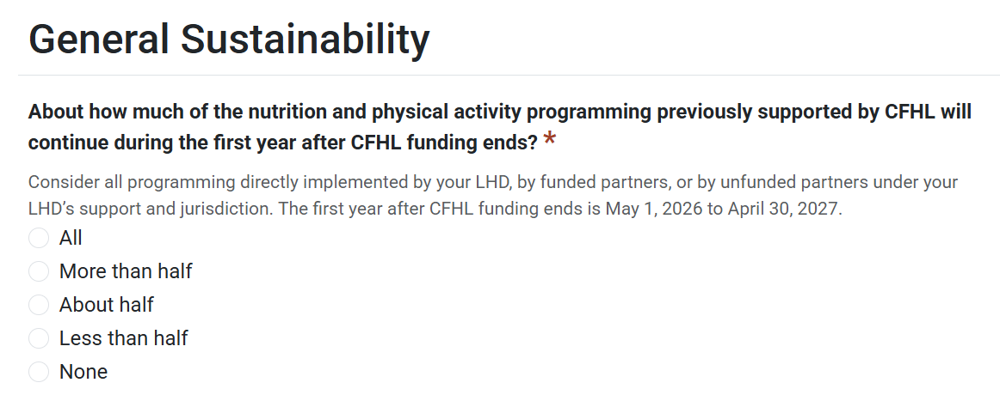 General Sustainability
About how much of the nutrition and physical activity programming previously supported by CFHL will
continue during the first year after CFHL funding ends? *
Consider all programming directly implemented by your LHD, by funded partners, or by unfunded partners under your
LHD’s support and jurisdiction. The first year after CFHL funding ends is May 1, 2026 to April 30, 2027.
All
More than half
About half
Less than half
None